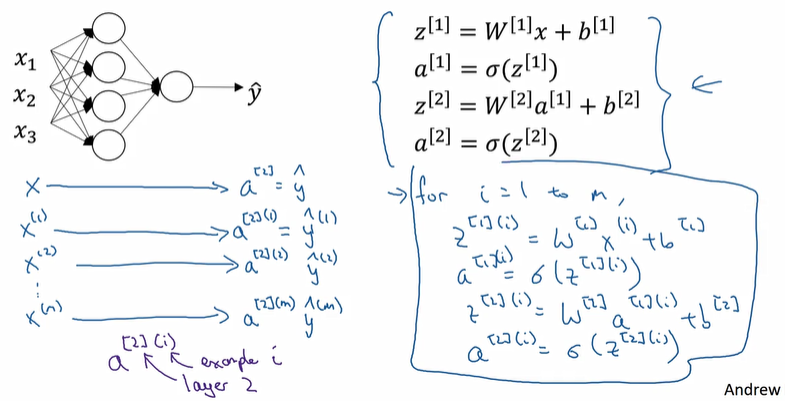 x₁
x₂
x₃
ŷ
z^[1] = W^[1]x + b^[1]
a^[1] = σ(z^[1])
z^[2] = W^[2]a^[1] + b^[2]
a^[2] = σ(z^[2])
x → a^[2] = ŷ
x^(1) → a^[2](1) = ŷ^(1)
x^(2) → a^[2](2) ŷ^(2)
⋮
x^(m) → a^[2](m) ŷ^(m)
a^[2](i) example i
layer 2
→ for i = 1 to m,
z^[1](i) = W^[1] x^(i) + b^[1]
a^[1](i) = σ(z^[1](i))
z^[2](i) = W^[2] a^[1](i) + b^[2]
a^[2](i) = σ(z^[2](i))
Andrew